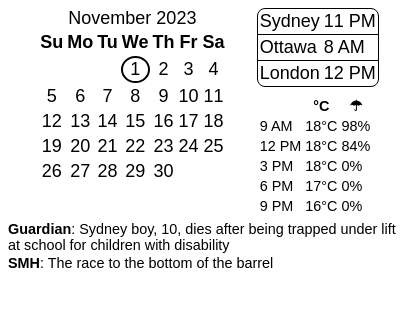 November 2023
Su Mo Tu We Th Fr Sa
1 2 3 4
5 6 7 8 9 10 11
12 13 14 15 16 17 18
19 20 21 22 23 24 25
26 27 28 29 30
Sydney 11 PM
Ottawa 8 AM
London 12 PM
°C ☂
9 AM 18°C 98%
12 PM 18°C 84%
3 PM 18°C 0%
6 PM 17°C 0%
9 PM 16°C 0%
Guardian: Sydney boy, 10, dies after being trapped under lift
at school for children with disability
SMH: The race to the bottom of the barrel